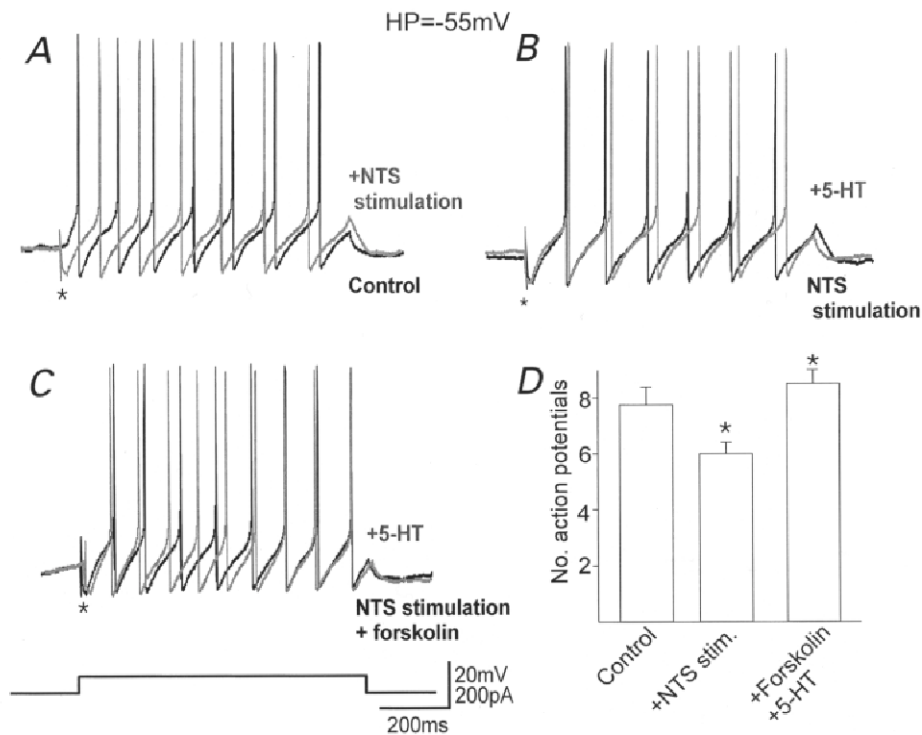 HP=-55mV
A
+NTS
stimulation
Control
*
B
+5-HT
NTS
stimulation
*
C
+5-HT
NTS stimulation
+ forskolin
*
20mV
200pA
200ms
D
No. action potentials
8
6
4
2
*
*
Control
+NTS stim.
+Forskolin
+5-HT